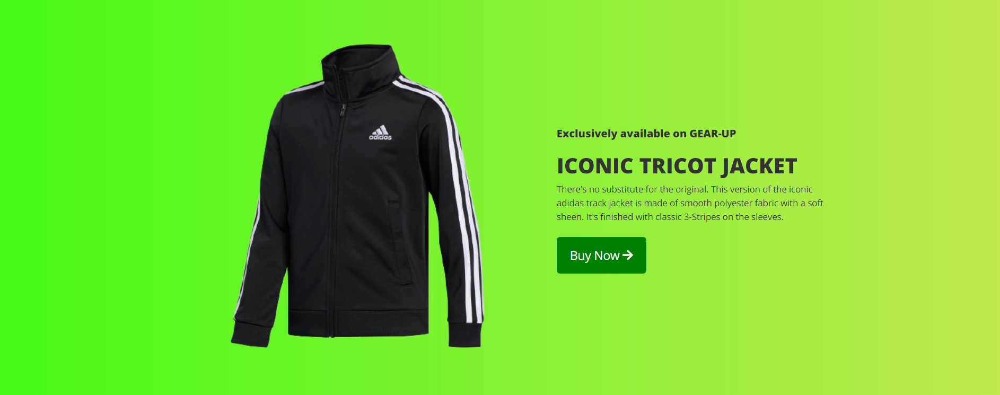 adidas
Exclusively available on GEAR-UP
ICONIC TRICOT JACKET
There's no substitute for the original. This version of the iconic
adidas track jacket is made of smooth polyester fabric with a soft
sheen. It's finished with classic 3-Stripes on the sleeves.
Buy Now